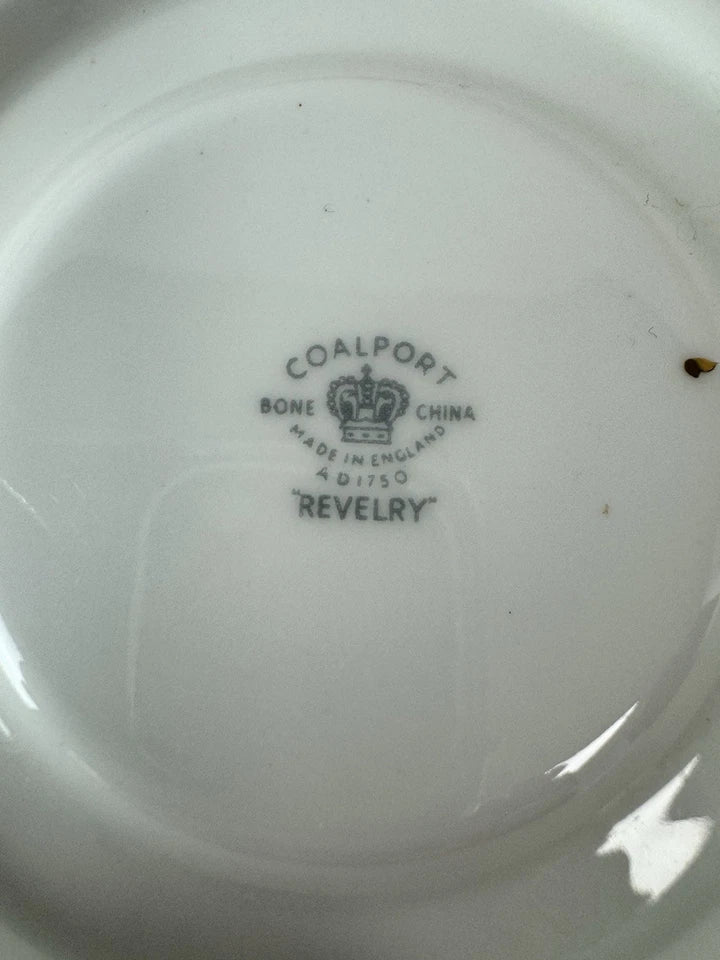 COALPORT
BONE CHINA
MADE IN ENGLAND
AD1750
"REVELRY"